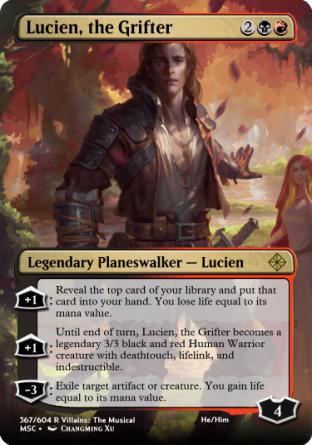 Lucien, the Grifter 2
Legendary Planeswalker — Lucien
+1 Reveal the top card of your library and put
that card into your hand. You lose life equal to its
mana value.
+1 Until end of turn, Lucien, the Grifter becomes a
legendary 3/3 black and red Human Warrior
creature with deathtouch, lifelink, and
indestructible.
-3 Exile target artifact or creature. You gain life
equal to its mana value.
4
367/604 R Villains: The Musical He/Him
MSC • Changming Xu